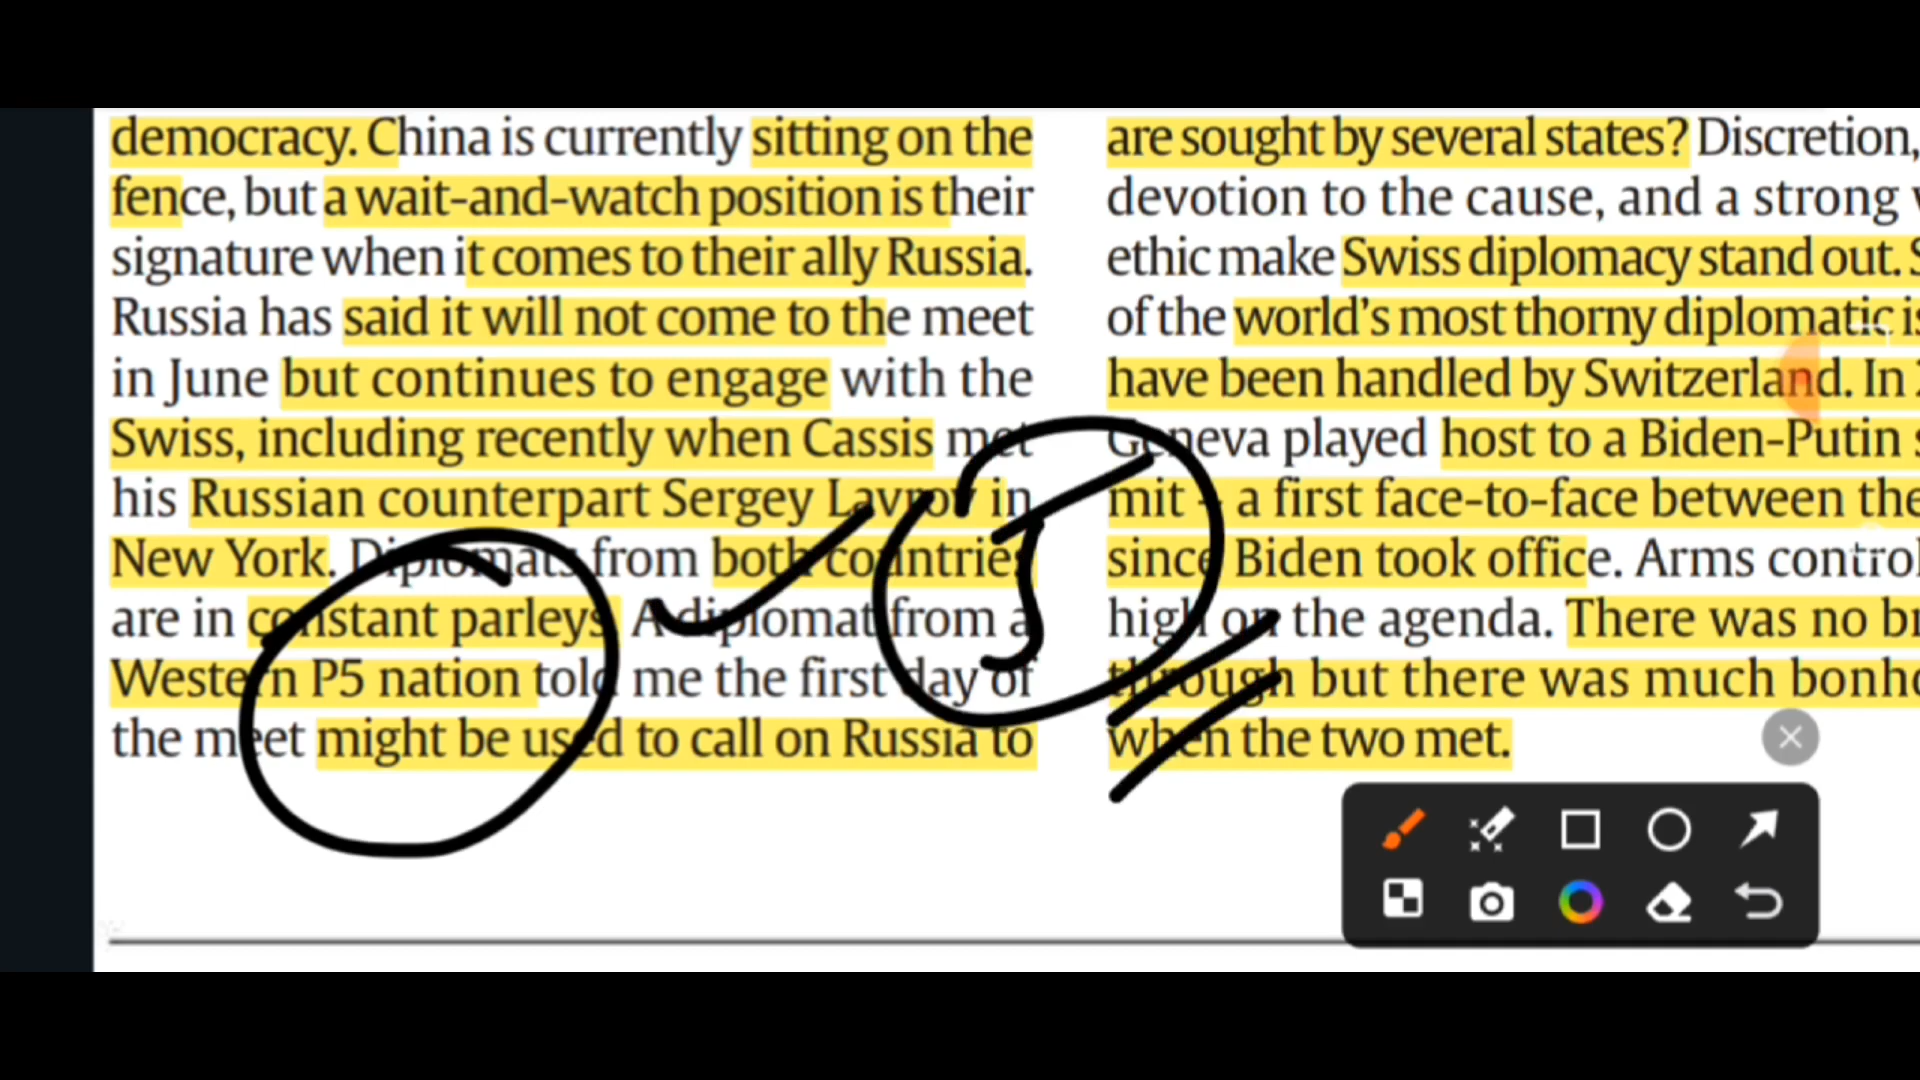 democracy. China is currently sitting on the
fence, but a wait-and-watch position is their
signature when it comes to their ally Russia.
Russia has said it will not come to the meet
in June but continues to engage with the
Swiss, including recently when Cassis met
his Russian counterpart Sergey Lavrov in
New York. Diplomats from both countries
are in constant parleys. A diplomat from a
Western P5 nation told me the first day of
the meet might be used to call on Russia to
are sought by several states? Discretion,
devotion to the cause, and a strong
ethic make Swiss diplomacy stand out.
of the world's most thorny diplomatic
have been handled by Switzerland. In
Geneva played host to a Biden-Putin
mit – a first face-to-face between the
since Biden took office. Arms control
high on the agenda. There was no
through but there was much
when the two met.
5